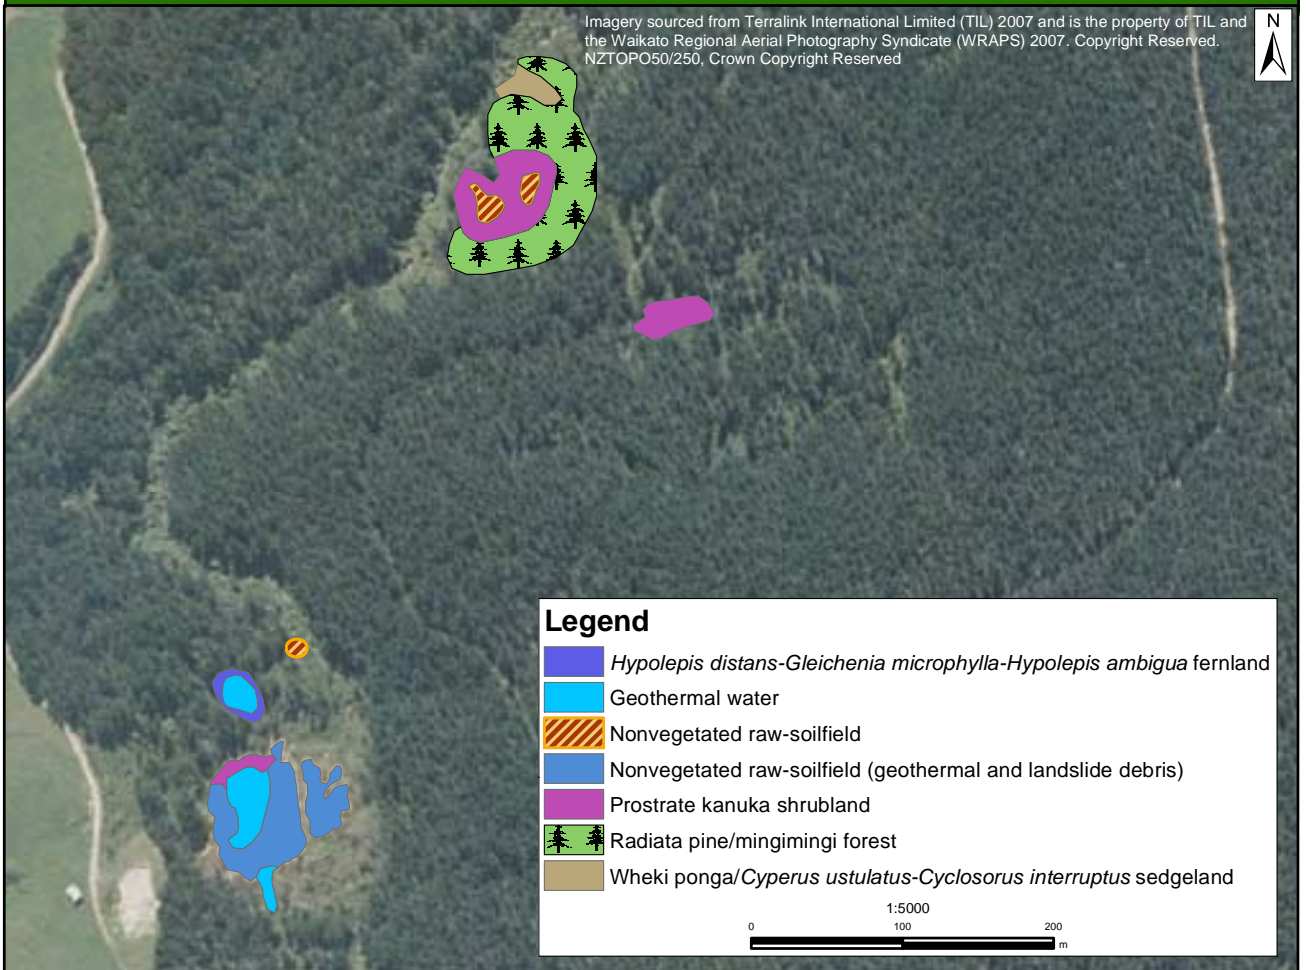 Imagery sourced from Terralink International Limited (TIL) 2007 and is the property of TIL and
the Waikato Regional Aerial Photography Syndicate (WRAPS) 2007. Copyright Reserved.
NZTOPO50/250, Crown Copyright Reserved
N
Legend
Hypolepis distans-Gleichenia microphylla-Hypolepis ambigua fernland
Geothermal water
Nonvegetated raw-soilfield
Nonvegetated raw-soilfield (geothermal and landslide debris)
Prostrate kanuka shrubland
Radiata pine/mingimingi forest
Wheki ponga/Cyperus ustulatus-Cyclosorus interruptus sedgeland
1:5000
0 100 200
m